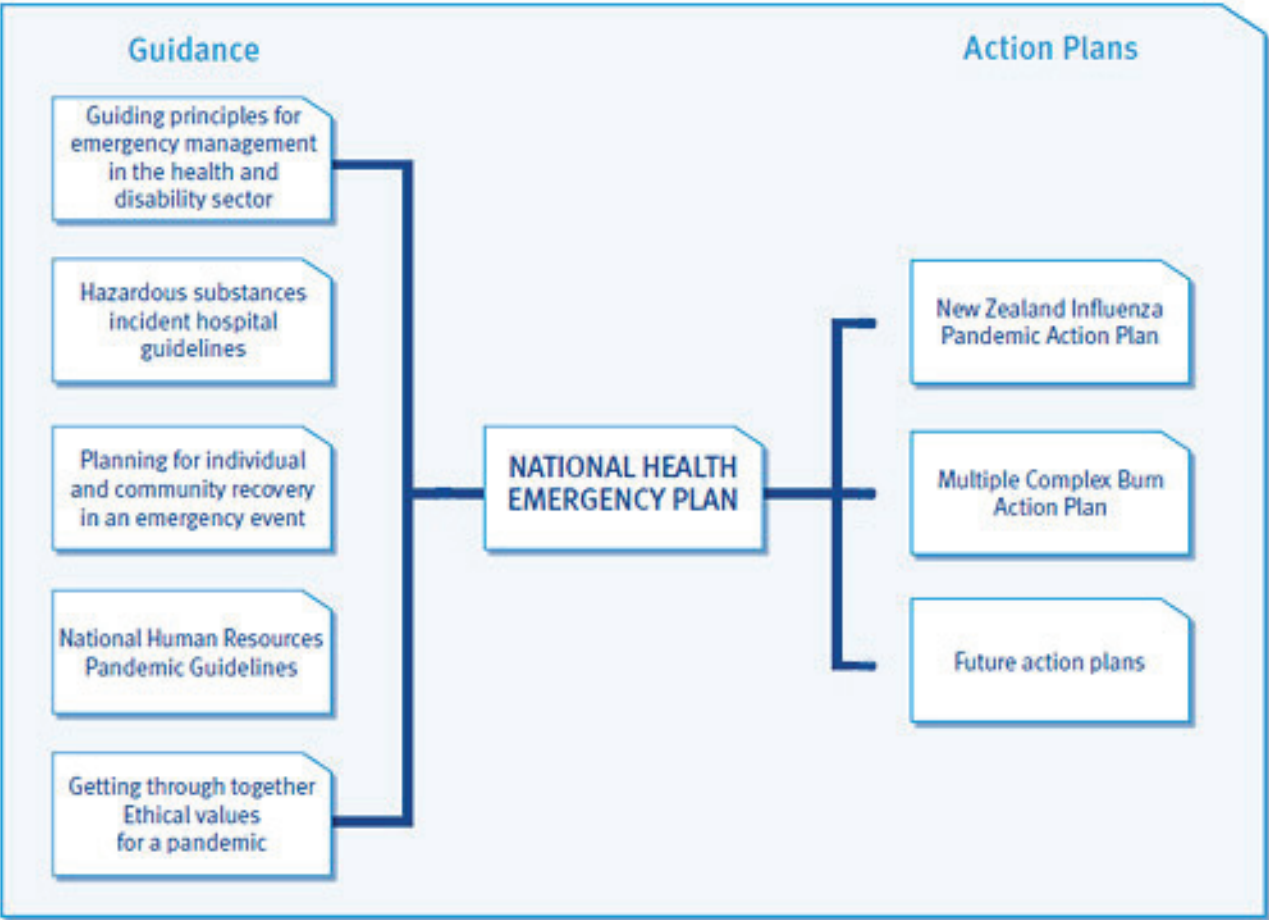 Guidance
Guiding principles for
emergency management
in the health and
disability sector
Hazardous substances
incident hospital
guidelines
Planning for individual
and community recovery
in an emergency event
National Human Resources
Pandemic Guidelines
Getting through together
Ethical values
for a pandemic
NATIONAL HEALTH
EMERGENCY PLAN
Action Plans
New Zealand Influenza
Pandemic Action Plan
Multiple Complex Burn
Action Plan
Future action plans